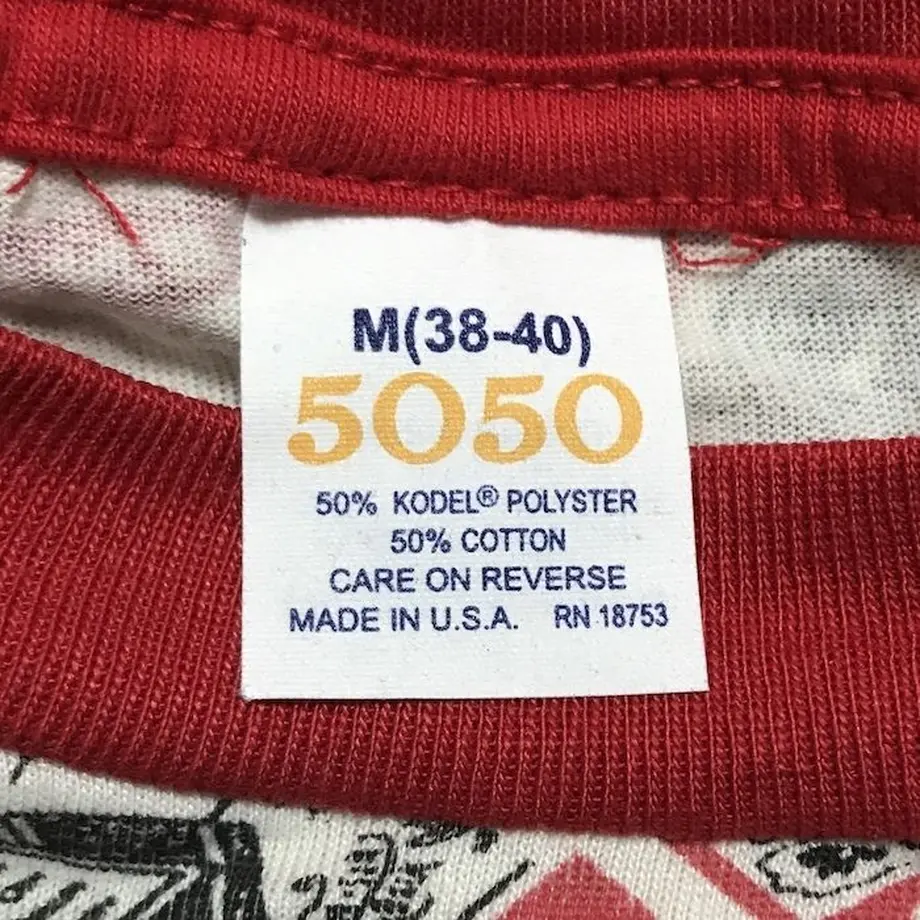 M(38-40)
5050
50% KODEL® POLYSTER
50% COTTON
CARE ON REVERSE
MADE IN U.S.A. RN 18753